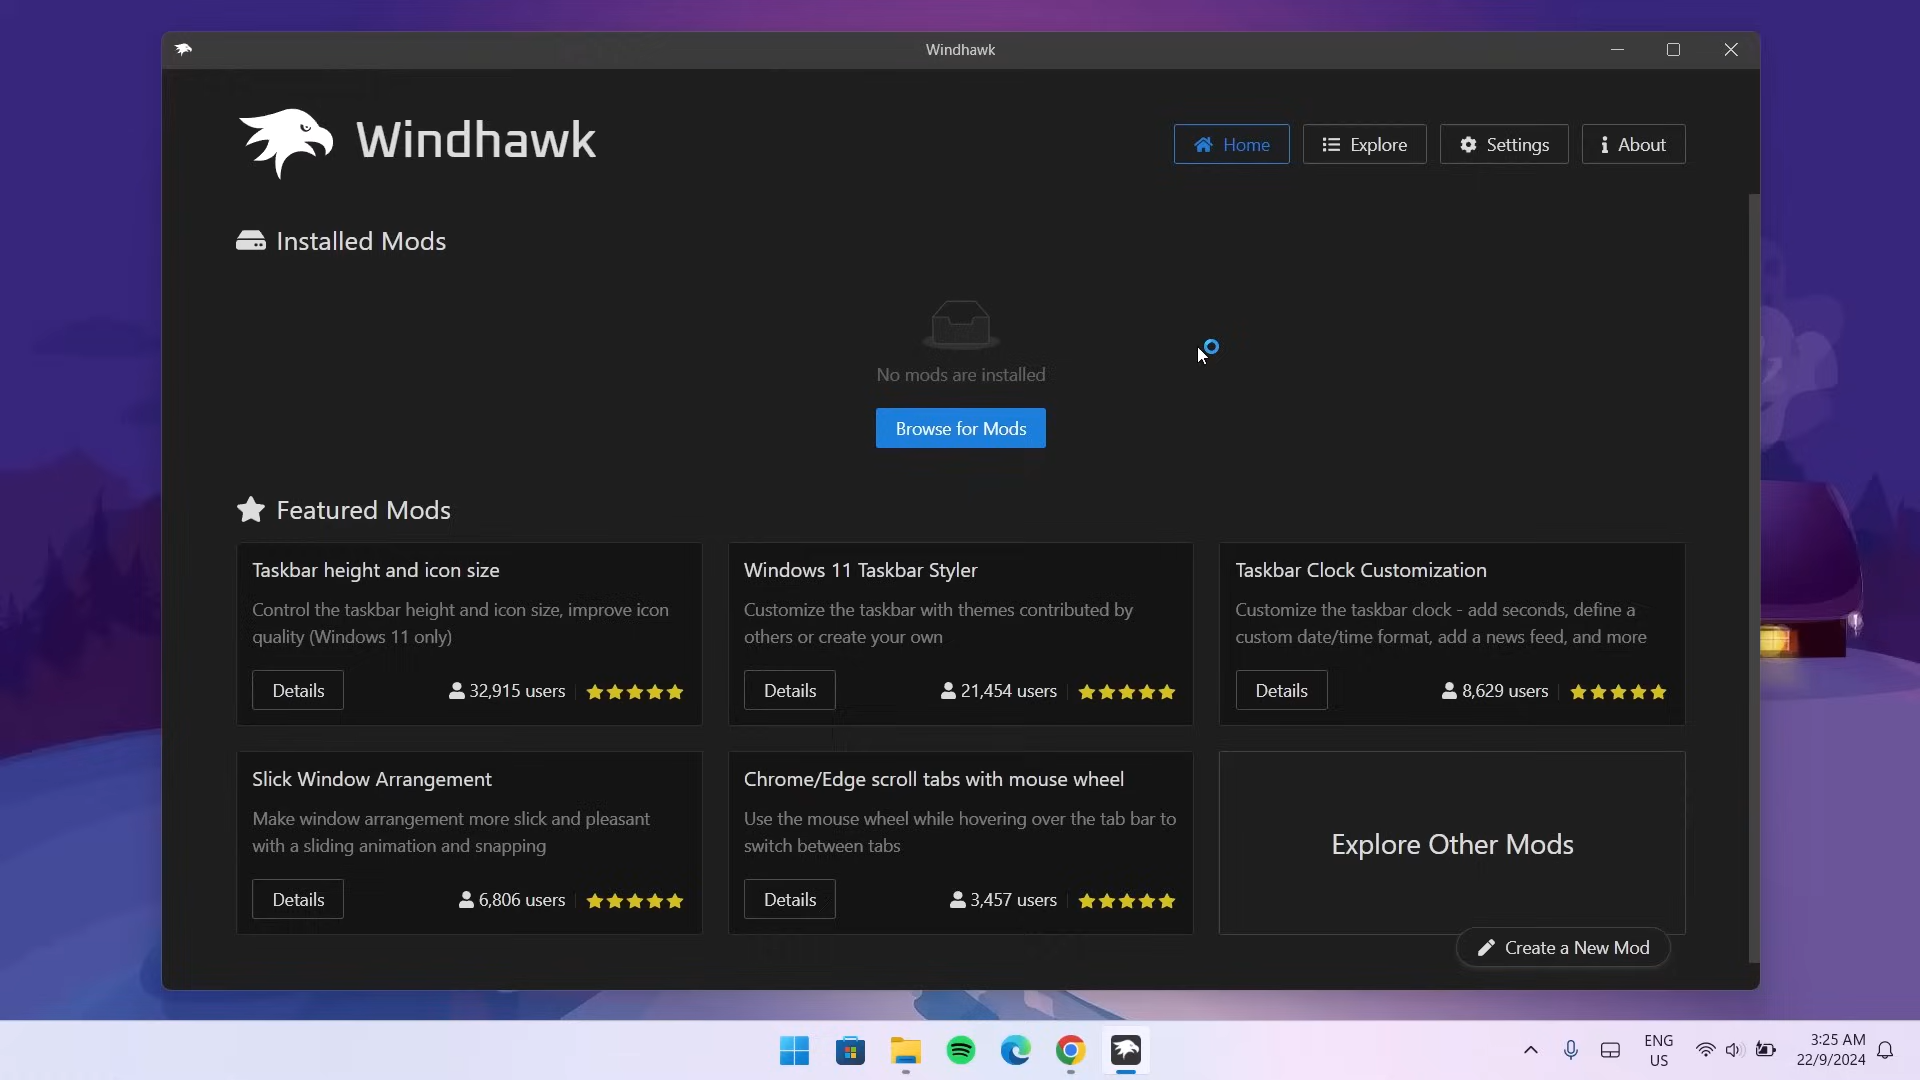 Windhawk
Windhawk
Home
Explore
Settings
About
Installed Mods
No mods are installed
Browse for Mods
Featured Mods
Taskbar height and icon size
Control the taskbar height and icon size, improve icon
quality (Windows 11 only)
Details
32,915 users
Windows 11 Taskbar Styler
Customize the taskbar with themes contributed by
others or create your own
Details
21,454 users
Taskbar Clock Customization
Customize the taskbar clock - add seconds, define a
custom date/time format, add a news feed, and more
Details
8,629 users
Slick Window Arrangement
Make window arrangement more slick and pleasant
with a sliding animation and snapping
Details
6,806 users
Chrome/Edge scroll tabs with mouse wheel
Use the mouse wheel while hovering over the tab bar to
switch between tabs
Details
3,457 users
Explore Other Mods
Create a New Mod
ENG
US
3:25 AM
22/9/2024